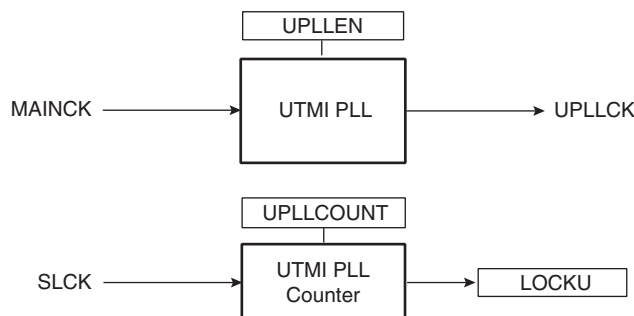 UPLLEN
MAINCK
UTMI PLL
UPLLCK
UPLLCOUNT
SLCK
UTMI PLL
Counter
LOCKU